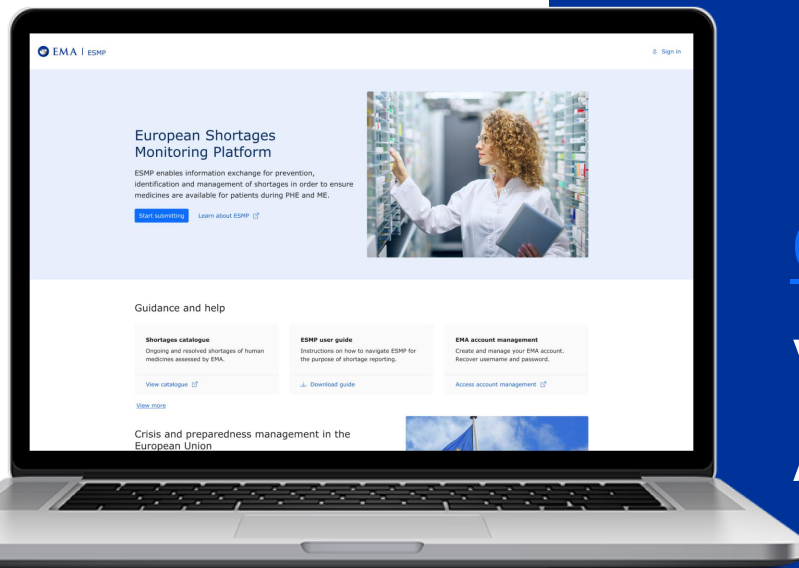 EMA | ESMP
Sign in
European Shortages
Monitoring Platform
ESMP enables information exchange for prevention,
identification and management of shortages in order to ensure
medicines are available for patients during PHE and ME.
Start submitting
Learn about ESMP
Guidance and help
Shortages catalogue
Ongoing and resolved shortages of human
medicines assessed by EMA.
View catalogue
ESMP user guide
Instructions on how to navigate ESMP for
the purpose of shortage reporting.
Download guide
EMA account management
Create and manage your EMA account.
Recover username and password.
Access account management
View more
Crisis and preparedness management in the
European Union